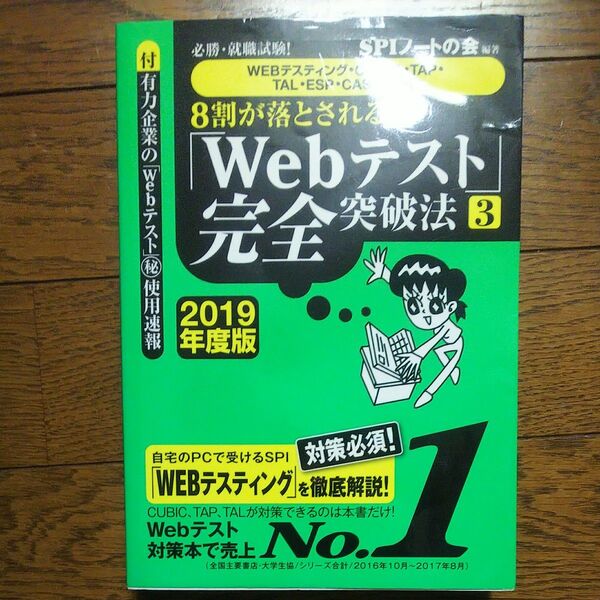 必勝・就職試験!
SPIノートの会 編著
WEBテスティング・C TAP・
TAL・ESP・CAS
8割が落とされる
「Webテスト」
完全突破法 3
付 有力企業の「Webテスト」㊙使用速報
2019
年度版
自宅のPCで受けるSPI
「WEBテスティング」を徹底解説!
対策必須!
CUBIC、TAP、TALが対策できるのは本書だけ!
Webテスト
対策本で売上 No.1
(全国主要書店・大学生協/シリーズ合計/2016年10月~2017年8月)